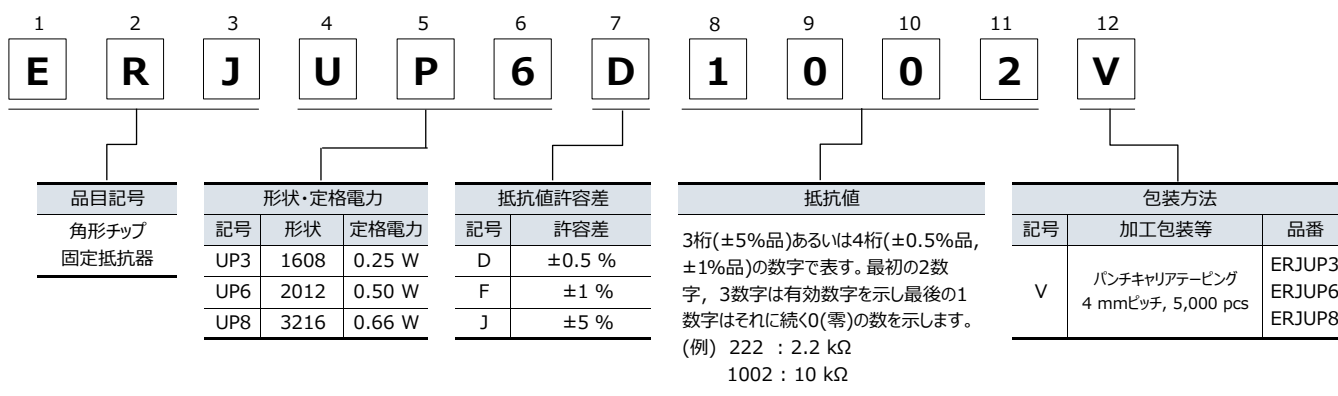 1 2 3 4 5 6 7 8 9 10 11 12
E R J U P 6 D 1 0 0 2 V
品目記号
角形チップ
固定抵抗器
形状・定格電力
記号 形状 定格電力
UP3 1608 0.25 W
UP6 2012 0.50 W
UP8 3216 0.66 W
抵抗値許容差
記号 許容差
D ±0.5 %
F ±1 %
J ±5 %
抵抗値
3桁(±5%品)あるいは4桁(±0.5%品,
±1%品)の数字で表す。最初の2数
字, 3数字は有効数字を示し最後の1
数字はそれに続く0(零)の数を示します。
(例) 222 : 2.2 kΩ
1002 : 10 kΩ
包装方法
記号 加工包装等 品番
V
パンチキャリアテーピング
4 mmピッチ, 5,000 pcs
ERJUP3
ERJUP6
ERJUP8